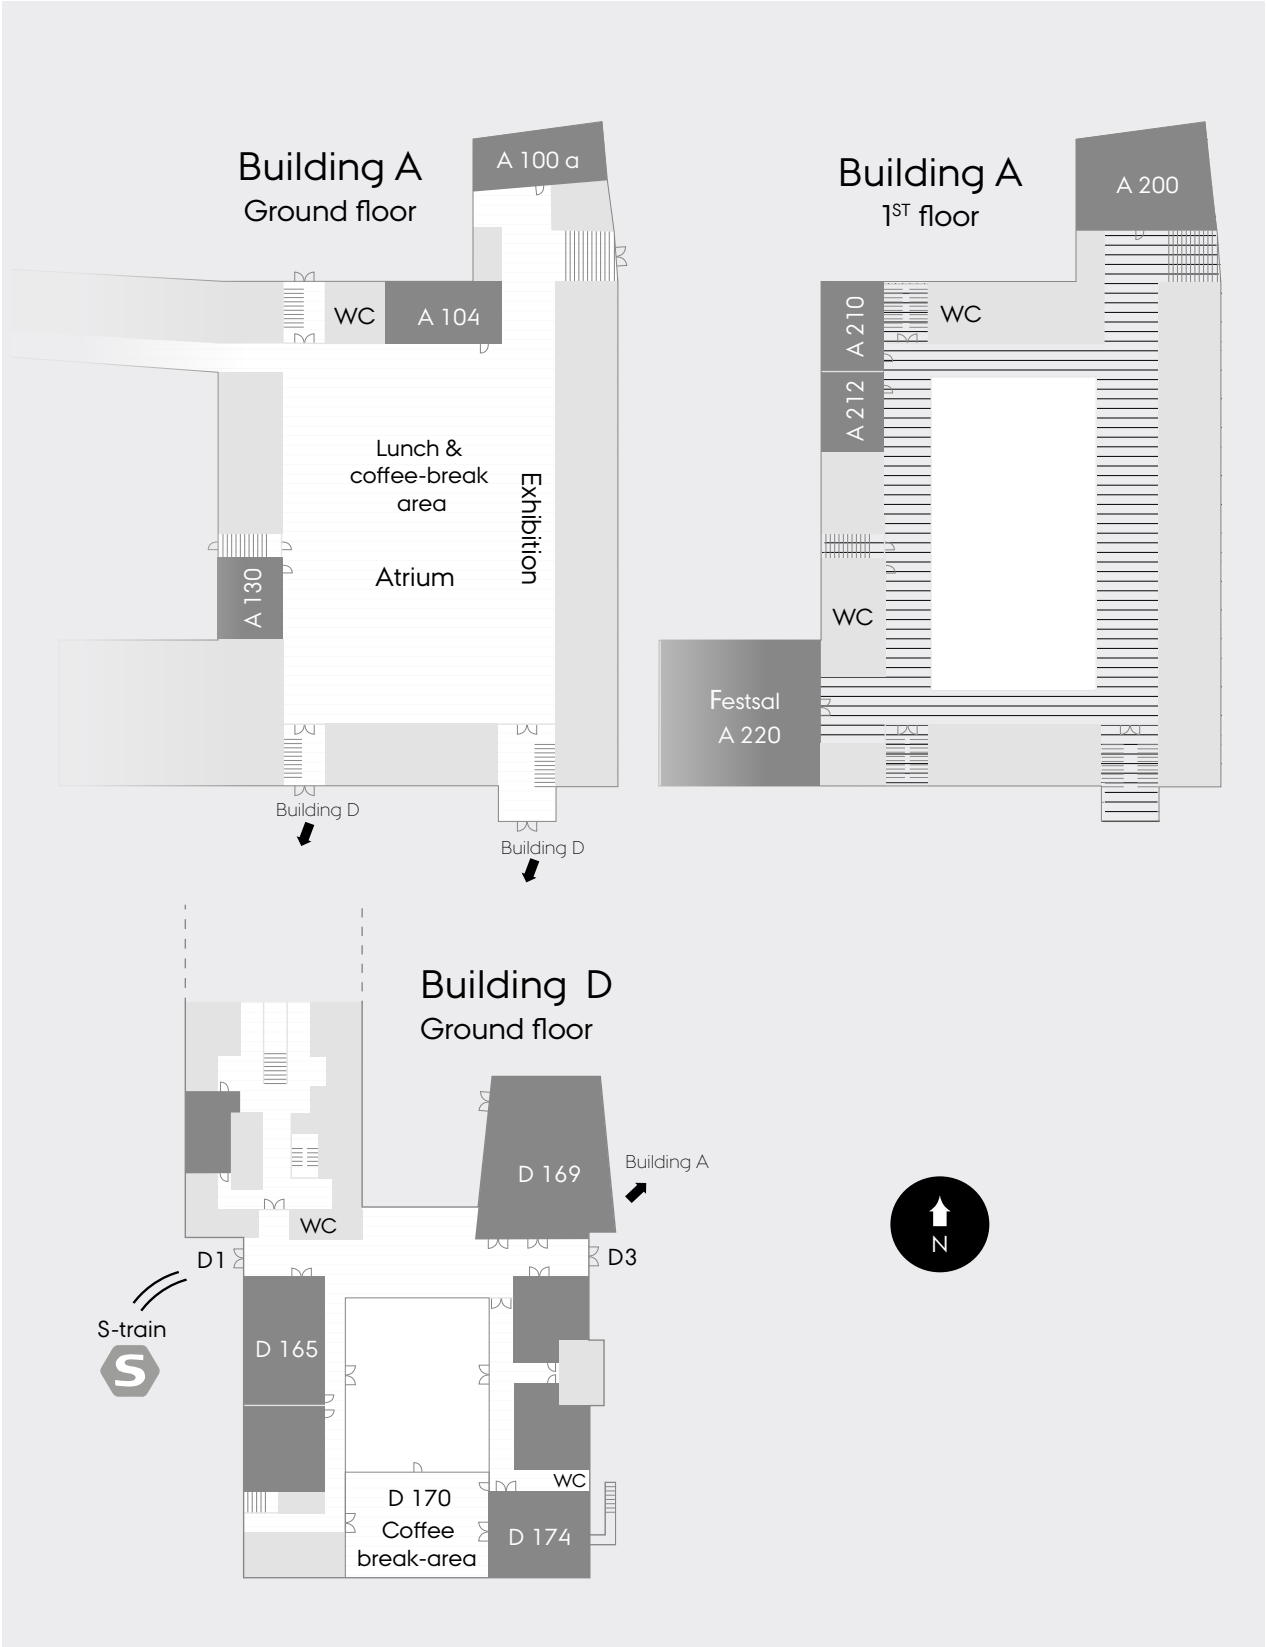 Building A
Ground floor
A 100 a
WC
A 104
Lunch &
coffee-break
area
Exhibition
Atrium
A 130
Building D
Building D
Building A
1ST floor
A 200
A 210
WC
A 212
WC
Festsal
A 220
Building D
Ground floor
D 169
Building A
WC
D1
D3
S-train
S
D 165
WC
D 170
Coffee
break-area
D 174
N